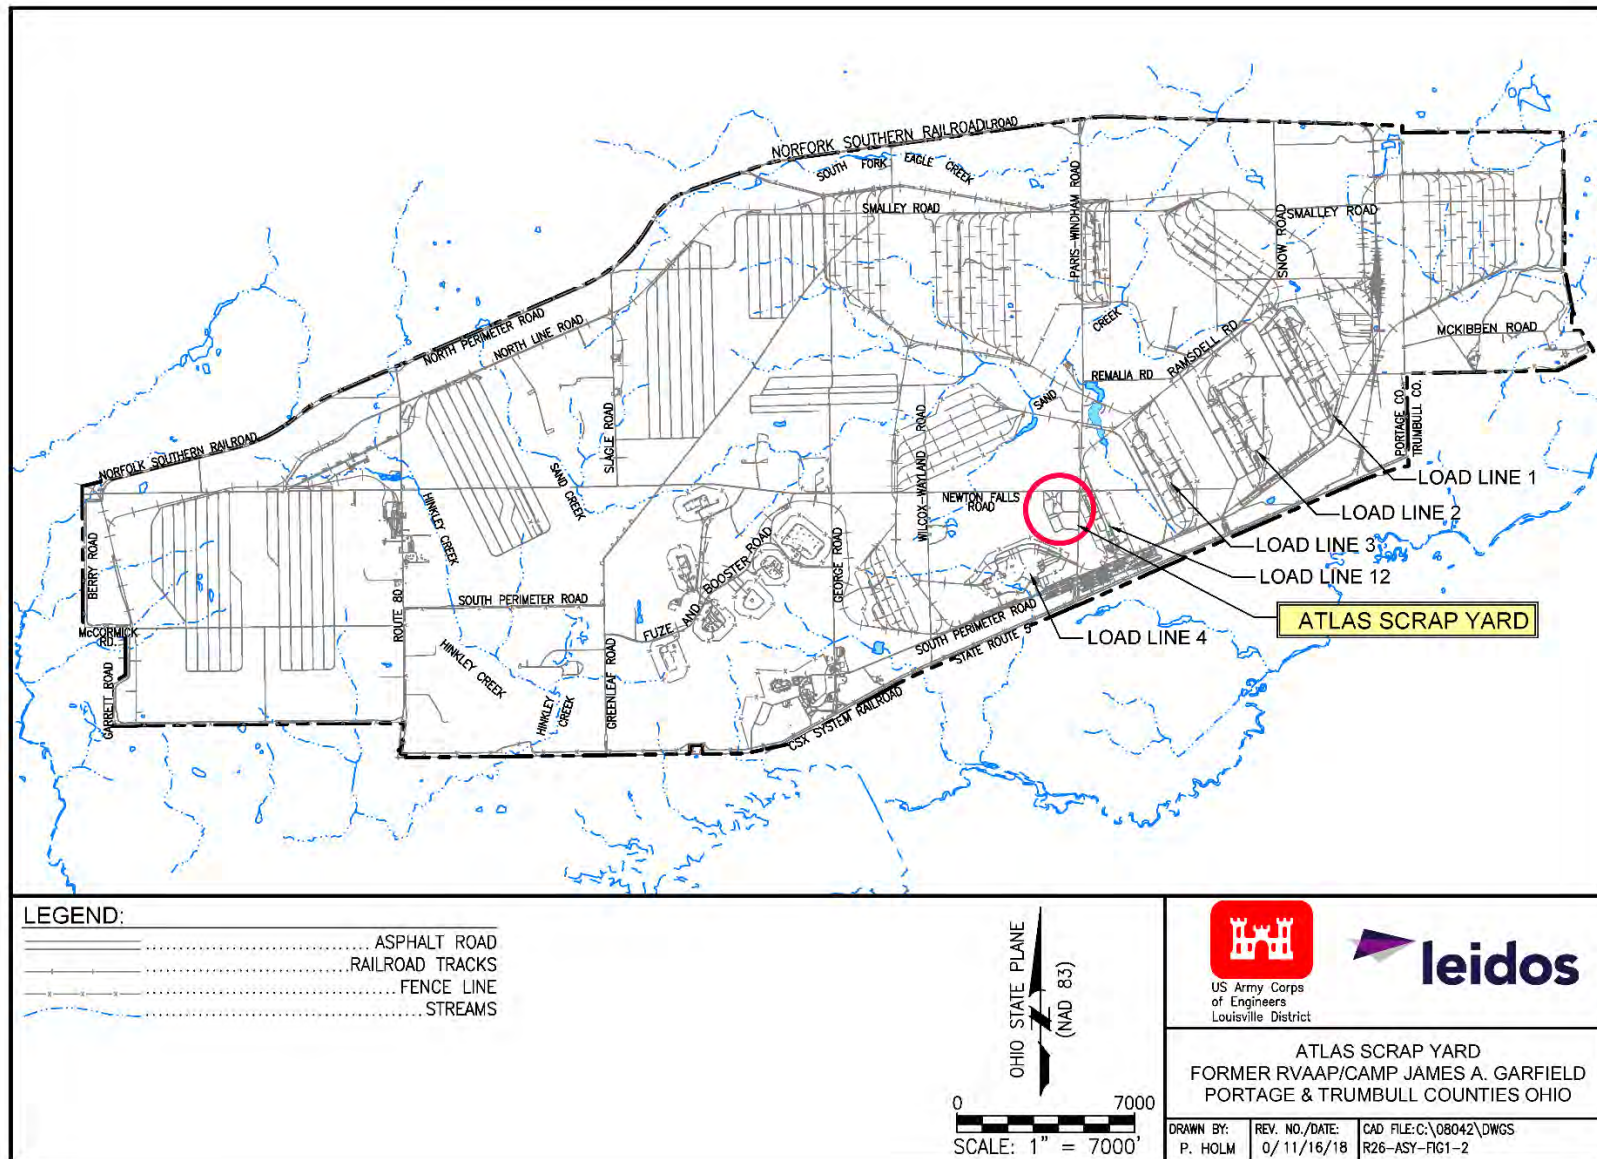 NORFORK SOUTHERN RAILROAD
LROAD
SOUTH FORK EAGLE CREEK
SMALLEY ROAD
PARIS-WINDHAM ROAD
SNOW ROAD
SMALLEY ROAD
NORTH PERIMETER ROAD
NORTH LINE ROAD
CREEK
RAMSDELL RD
MCKIBBEN ROAD
REMALIA RD
SAND
PORTAGE CO.
TRUMBULL CO.
SLAGLE ROAD
WILCOX-WAYLAND ROAD
NORFOLK SOUTHERN RAILROAD
SAND CREEK
HINKLEY CREEK
NEWTON FALLS
ROAD
LOAD LINE 1
LOAD LINE 2
LOAD LINE 3
LOAD LINE 12
ATLAS SCRAP YARD
LOAD LINE 4
BERRY ROAD
ROUTE 80
SOUTH PERIMETER ROAD
FUZE AND BOOSTER ROAD
GEORGE ROAD
McCORMICK
RD.
GARRETT ROAD
HINKLEY CREEK
HINKLEY
CREEK
GREENLEAF ROAD
SOUTH PERIMETER ROAD
STATE ROUTE 5
CSX SYSTEM RAILROAD
LEGEND:
ASPHALT ROAD
RAILROAD TRACKS
FENCE LINE
STREAMS
OHIO STATE PLANE
(NAD 83)
0 7000
SCALE: 1" = 7000'
US Army Corps
of Engineers
Louisville District
leidos
ATLAS SCRAP YARD
FORMER RVAAP/CAMP JAMES A. GARFIELD
PORTAGE & TRUMBULL COUNTIES OHIO
DRAWN BY:
P. HOLM
REV. NO./DATE:
0/ 11/16/18
CAD FILE:C:\08042\DWGS
R26-ASY-FIG1-2